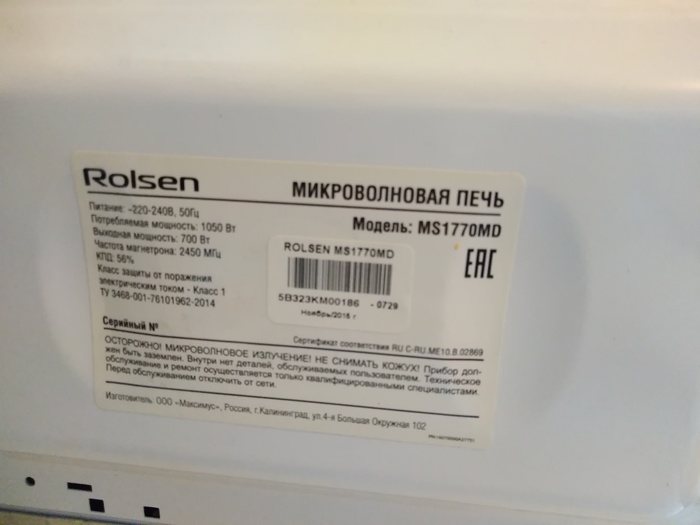 Rolsen
МИКРОВОЛНОВАЯ ПЕЧЬ
Питание: ~220-240В, 50Гц
Потребляемая мощность: 1050 Вт
Выходная мощность: 700 Вт
Частота магнетрона: 2450 МГц
КПД: 56%
Класс защиты от поражения
электрическим током - Класс 1
ТУ 3468-001-76101962-2014
Модель: MS1770MD
ROLSEN MS1770MD
5B323KM00186 - 0729
Ноябрь/2015 г
EAC
Серийный №
Сертификат соответствия RU C-RU.ME10.B.02869
ОСТОРОЖНО! МИКРОВОЛНОВОЕ ИЗЛУЧЕНИЕ! НЕ СНИМАТЬ КОЖУХ! Прибор дол-
жен быть заземлен. Внутри нет деталей, обслуживаемых пользователем. Техническое
обслуживание и ремонт осуществляется только квалифицированными специалистами.
Перед обслуживанием отключить от сети.
Изготовитель: ООО «Максимус», Россия, г.Калининград, ул.4-я Большая Окружная 102